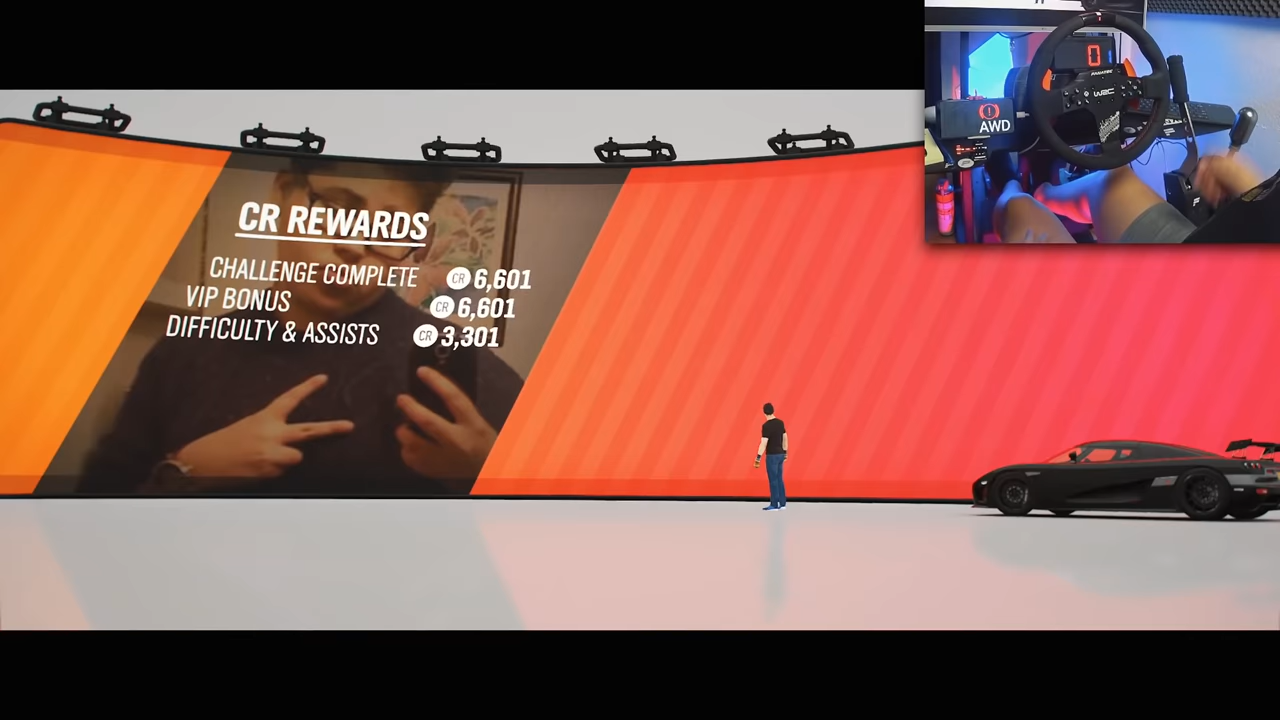 CR REWARDS
CHALLENGE COMPLETE CR 6,601
VIP BONUS CR 6,601
DIFFICULTY & ASSISTS CR 3,301
0
FANATEC
WRC
AWD